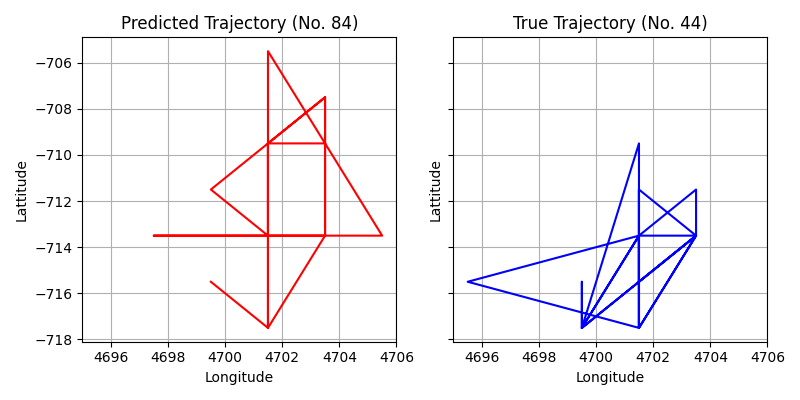 Predicted Trajectory (No. 84)
True Trajectory (No. 44)
Lattitude
−706
−708
−710
−712
−714
−716
−718
4696 4698 4700 4702 4704 4706
Longitude
Lattitude
4696 4698 4700 4702 4704 4706
Longitude